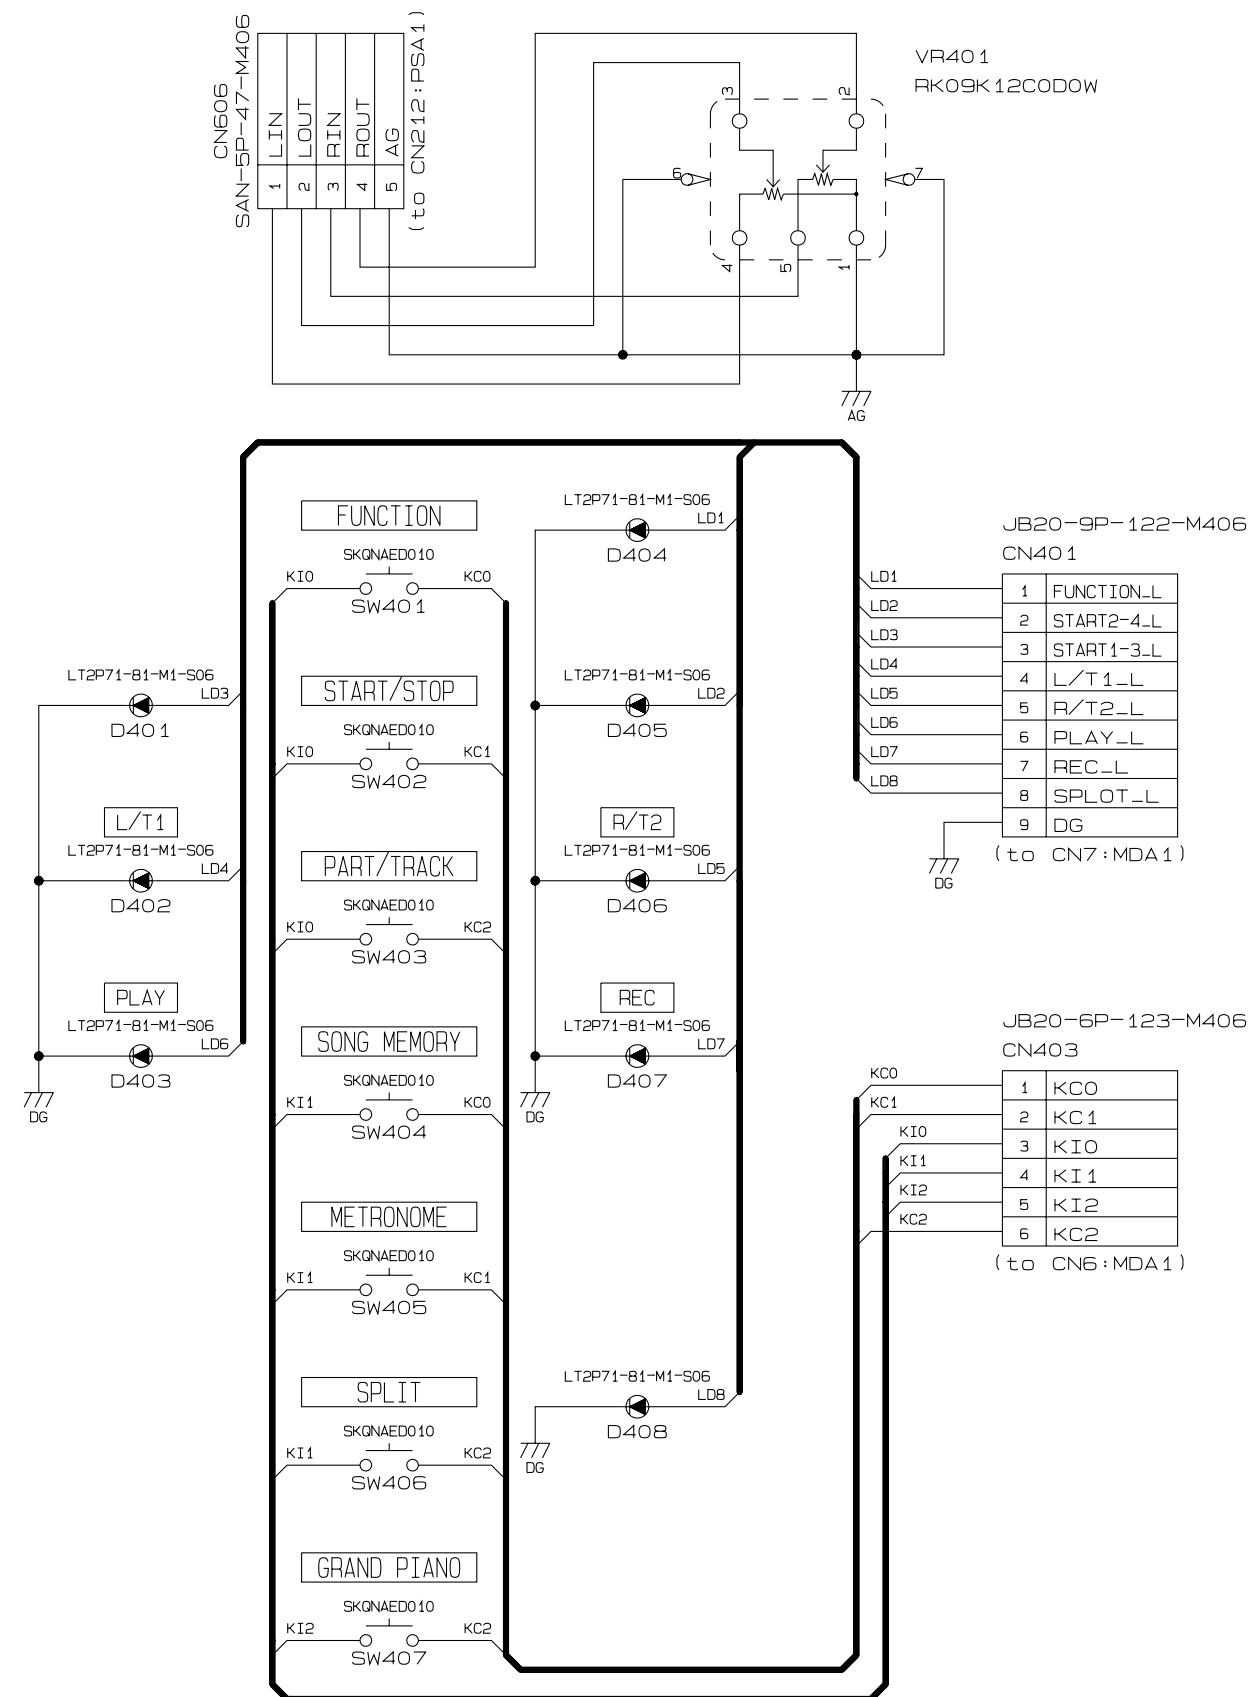 CN606
SAN-5P-47-M406
1 LIN
2 LOUT
3 RIN
4 ROUT
5 AG
(to CN212:PSA1)
VR401
RK09K12C0D0W
3
2
6
7
4
5
1
AG
FUNCTION
SKQNAED010
KI0
KC0
SW401
START/STOP
SKQNAED010
KI0
KC1
SW402
PART/TRACK
SKQNAED010
KI0
KC2
SW403
SONG MEMORY
SKQNAED010
KI1
KC0
SW404
METRONOME
SKQNAED010
KI1
KC1
SW405
SPLIT
SKQNAED010
KI1
KC2
SW406
GRAND PIANO
SKQNAED010
KI2
KC2
SW407
LT2P71-81-M1-S06
LD3
D401
L/T1
LT2P71-81-M1-S06
LD4
D402
PLAY
LT2P71-81-M1-S06
LD6
D403
DG
LT2P71-81-M1-S06
LD1
D404
LT2P71-81-M1-S06
LD2
D405
R/T2
LT2P71-81-M1-S06
LD5
D406
REC
LT2P71-81-M1-S06
LD7
D407
DG
LT2P71-81-M1-S06
LD8
D408
DG
JB20-9P-122-M406
CN401
LD1 1 FUNCTION_L
LD2 2 START2-4_L
LD3 3 START1-3_L
LD4 4 L/T1_L
LD5 5 R/T2_L
LD6 6 PLAY_L
LD7 7 REC_L
LD8 8 SPLOT_L
9 DG
(to CN7:MDA1)
DG
JB20-6P-123-M406
CN403
KC0 1 KC0
KC1 2 KC1
KI0 3 KI0
KI1 4 KI1
KI2 5 KI2
KC2 6 KC2
(to CN6:MDA1)